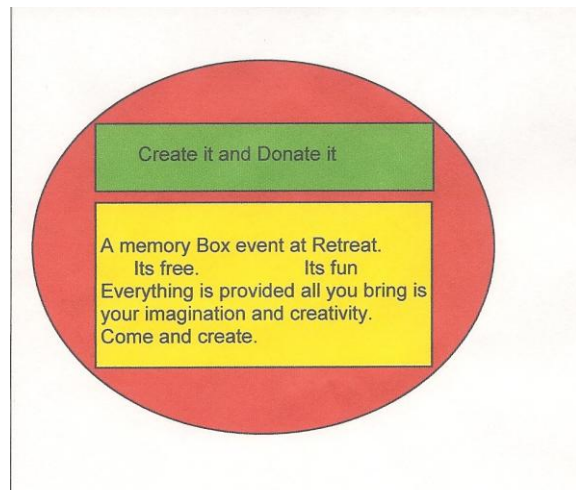 Create it and Donate it
A memory Box event at Retreat.
Its free. Its fun
Everything is provided all you bring is
your imagination and creativity.
Come and create.